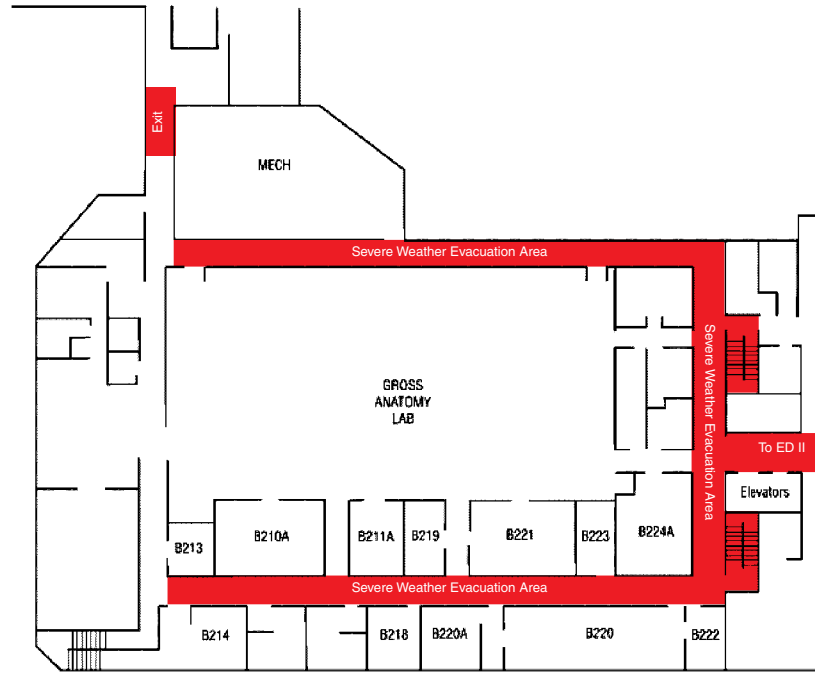 Exit
MECH
Severe Weather Evacuation Area
Severe Weather Evacuation Area
GROSS
ANATOMY
LAB
To ED II
Elevators
B213
B210A
B211A
B219
B221
B223
B224A
Severe Weather Evacuation Area
B214
B218
B220A
B220
B222